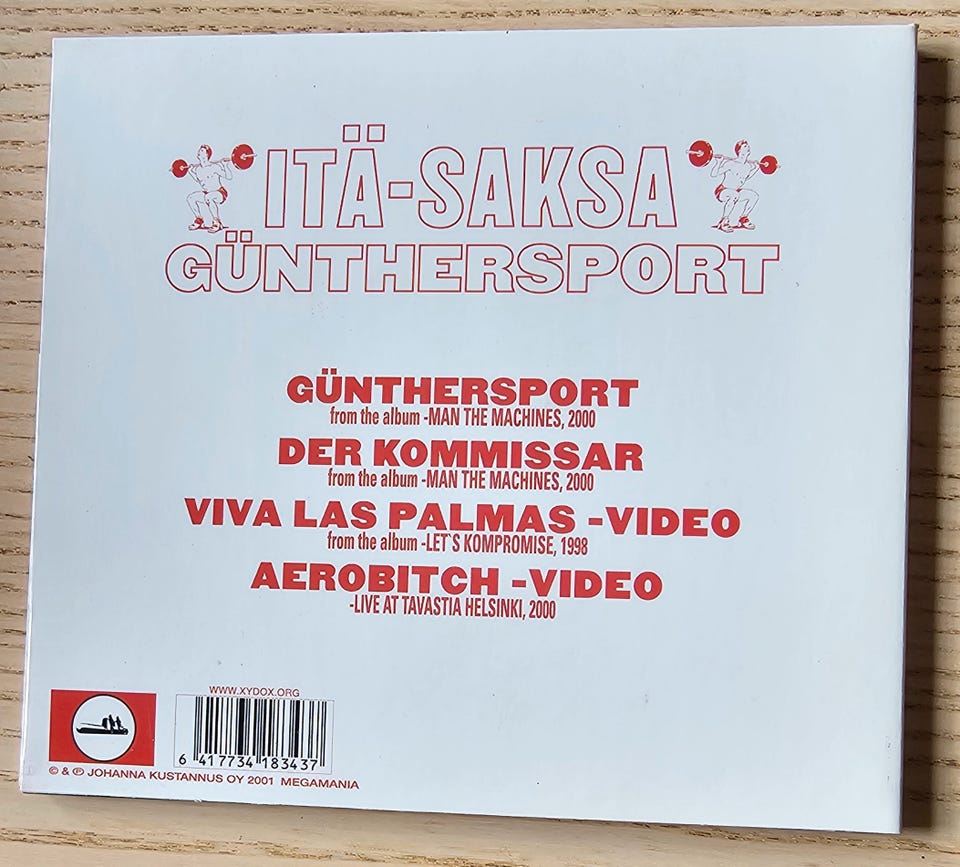 ITÄ-SAKSA
GÜNTHERSPORT
GÜNTHERSPORT
from the album -MAN THE MACHINES, 2000
DER KOMMISSAR
from the album -MAN THE MACHINES, 2000
VIVA LAS PALMAS -VIDEO
from the album -LET`S KOMPROMISE, 1998
AEROBITCH -VIDEO
-LIVE AT TAVASTIA HELSINKI, 2000
WWW.XYDOX.ORG
6 417734 183437
© & ℗ JOHANNA KUSTANNUS OY 2001 MEGAMANIA